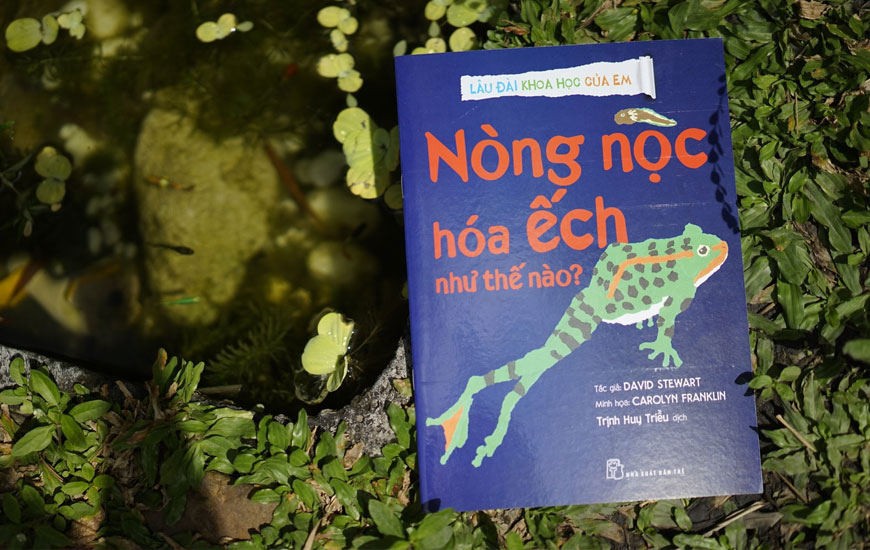 LÂU ĐÀI KHOA HỌC CỦA EM
Nòng nọc
hóa ếch
như thế nào?
Tác giả: DAVID STEWART
Minh họa: CAROLYN FRANKLIN
Trịnh Huy Triều dịch
NHÀ XUẤT BẢN TRẺ